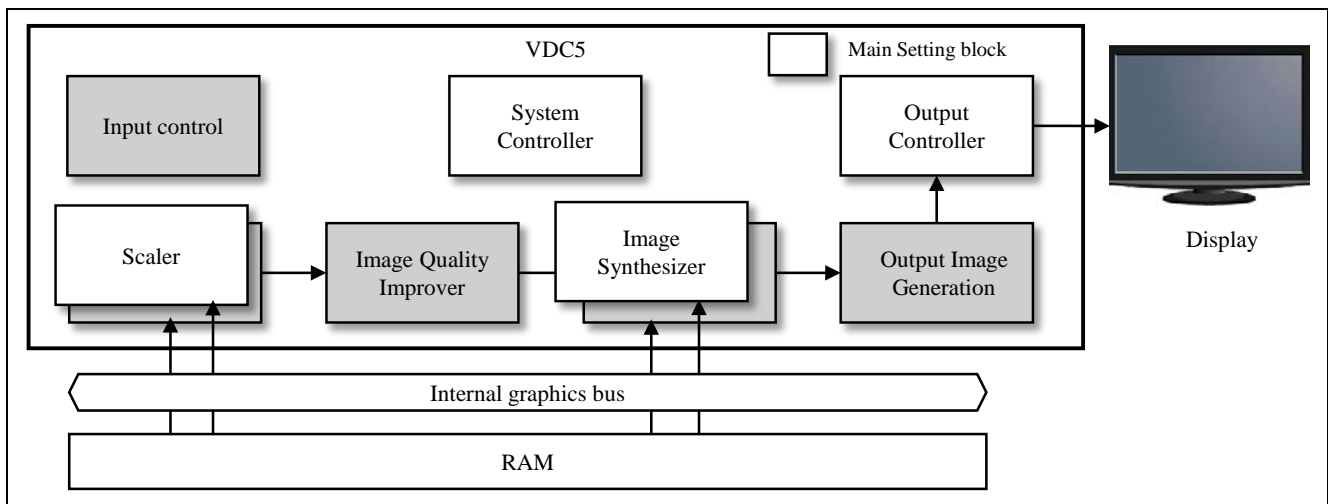 VDC5
Main Setting block
Input control
System
Controller
Output
Controller
Scaler
Image Quality
Improver
Image
Synthesizer
Output Image
Generation
Display
Internal graphics bus
RAM